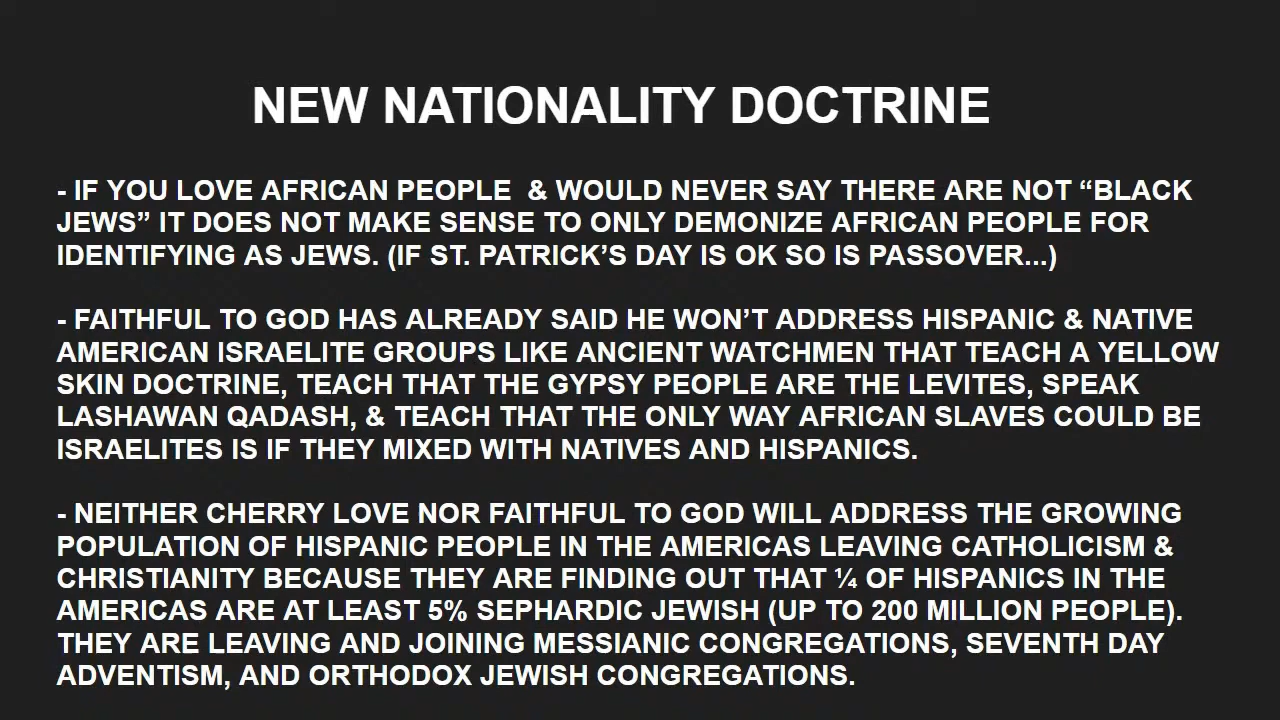 NEW NATIONALITY DOCTRINE
- IF YOU LOVE AFRICAN PEOPLE  & WOULD NEVER SAY THERE ARE NOT “BLACK
JEWS” IT DOES NOT MAKE SENSE TO ONLY DEMONIZE AFRICAN PEOPLE FOR
IDENTIFYING AS JEWS. (IF ST. PATRICK’S DAY IS OK SO IS PASSOVER...)
- FAITHFUL TO GOD HAS ALREADY SAID HE WON’T ADDRESS HISPANIC & NATIVE
AMERICAN ISRAELITE GROUPS LIKE ANCIENT WATCHMEN THAT TEACH A YELLOW
SKIN DOCTRINE, TEACH THAT THE GYPSY PEOPLE ARE THE LEVITES, SPEAK
LASHAWAN QADASH, & TEACH THAT THE ONLY WAY AFRICAN SLAVES COULD BE
ISRAELITES IS IF THEY MIXED WITH NATIVES AND HISPANICS.
- NEITHER CHERRY LOVE NOR FAITHFUL TO GOD WILL ADDRESS THE GROWING
POPULATION OF HISPANIC PEOPLE IN THE AMERICAS LEAVING CATHOLICISM &
CHRISTIANITY BECAUSE THEY ARE FINDING OUT THAT ¼ OF HISPANICS IN THE
AMERICAS ARE AT LEAST 5% SEPHARDIC JEWISH (UP TO 200 MILLION PEOPLE).
THEY ARE LEAVING AND JOINING MESSIANIC CONGREGATIONS, SEVENTH DAY
ADVENTISM, AND ORTHODOX JEWISH CONGREGATIONS.